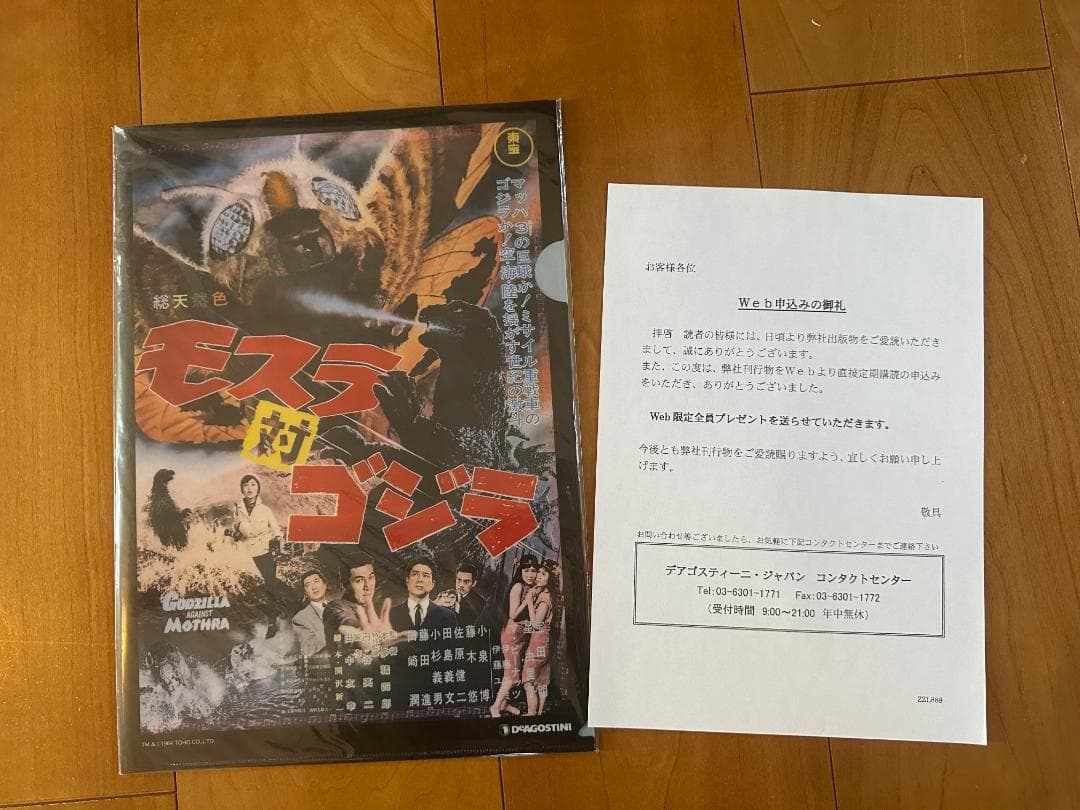 東宝
マッハ3の巨蛾か!ミサイル重戦車の
ゴジラか!空・海・陸を揺がす世紀の激斗
総天然色
モスラ
対
ゴジラ
GODZILLA
AGAINST
MOTHRA
TM & ©1964 TOHO CO.,LTD.
DeAGOSTINI
お客様各位
Web申込みの御礼
拝啓 読者の皆様には、日頃より弊社出版物をご愛読いただき
まして、誠にありがとうございます。
また、この度は、弊社刊行物をWebより直接定期購読の申込み
をいただき、ありがとうございました。
Web限定全員プレゼントを送らせていただきます。
今後とも弊社刊行物をご愛読賜りますよう、宜しくお願い申し上
げます。
敬具
お問い合わせ等ございましたら、お気軽に下記コンタクトセンターまでご連絡下さい
デアゴスティーニ・ジャパン コンタクトセンター
Tel:03-6301-1771 Fax:03-6301-1772
(受付時間 9:00~21:00 年中無休)
ZZL888